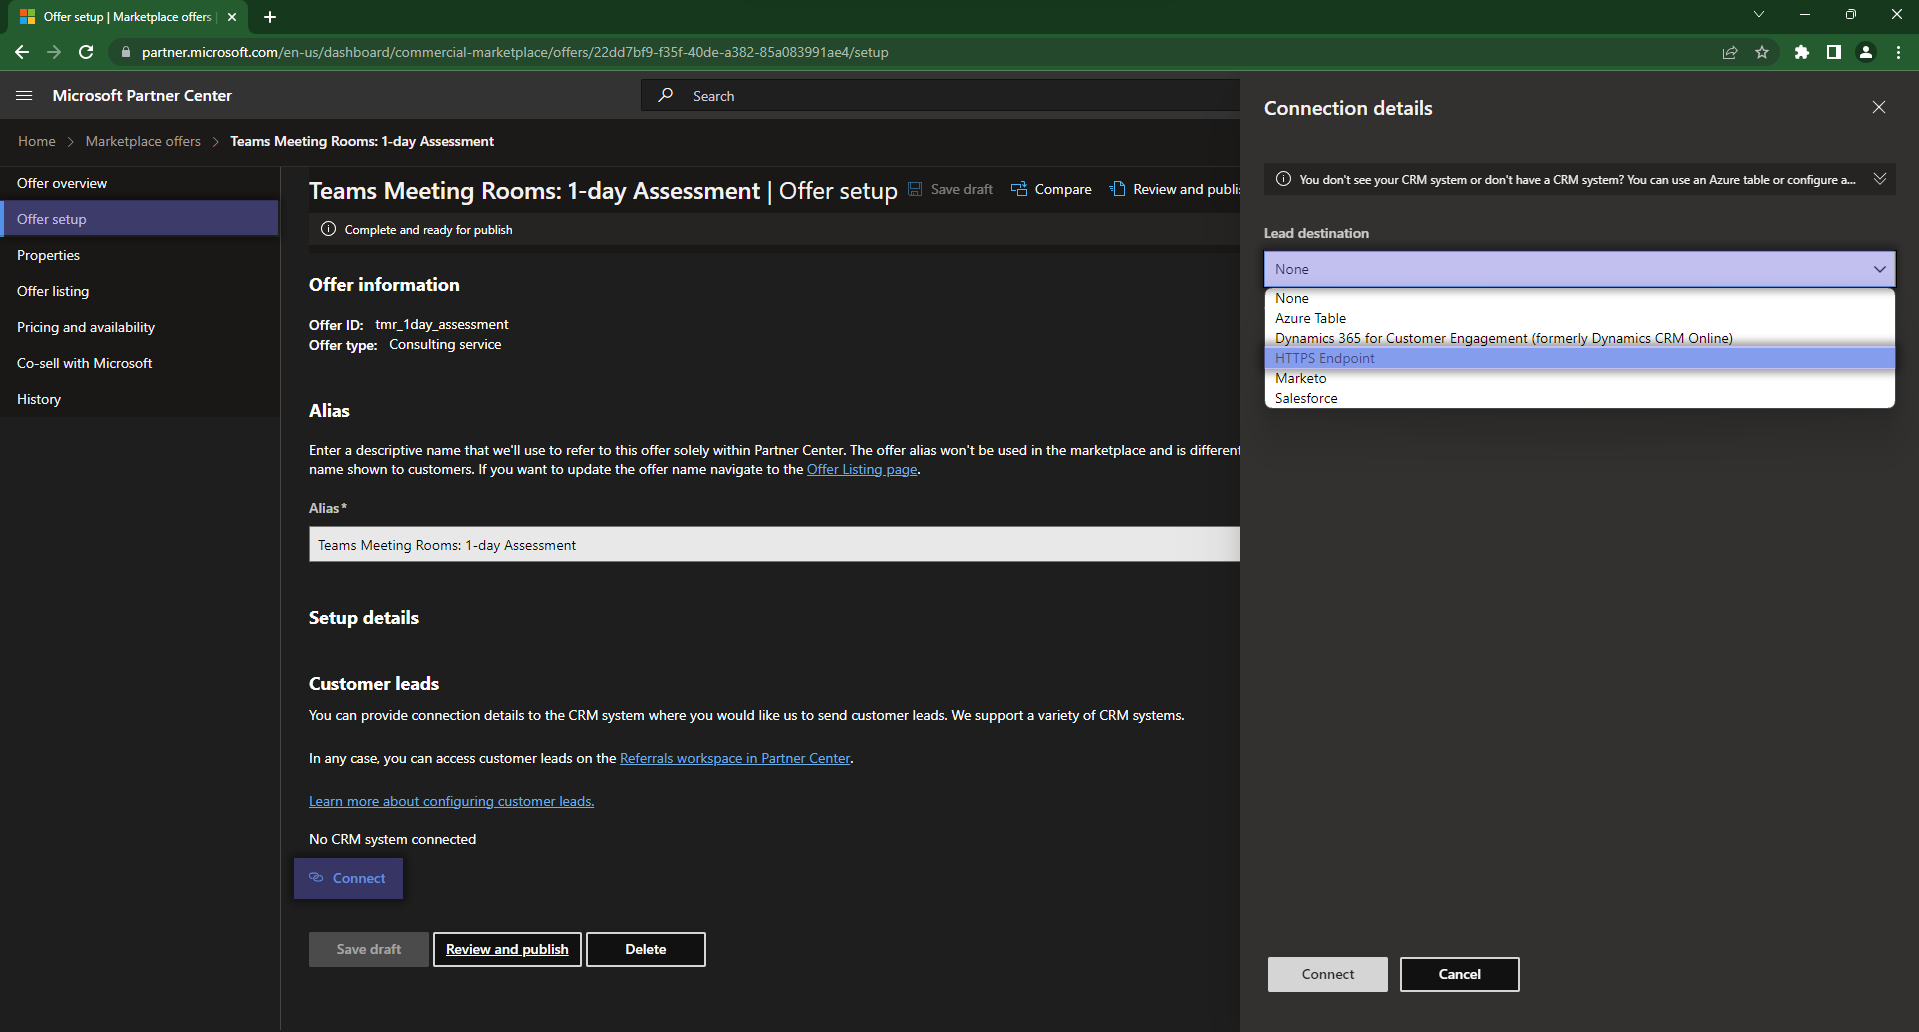 Offer setup | Marketplace offers |
partner.microsoft.com/en-us/dashboard/commercial-marketplace/offers/22dd7bf9-f35f-40de-a382-85a083991ae4/setup
Microsoft Partner Center
Search
Home > Marketplace offers > Teams Meeting Rooms: 1-day Assessment
Offer overview
Offer setup
Properties
Offer listing
Pricing and availability
Co-sell with Microsoft
History
Teams Meeting Rooms: 1-day Assessment | Offer setup
Save draft
Compare
Review and publi
Complete and ready for publish
Offer information
Offer ID: tmr_1day_assessment
Offer type: Consulting service
Alias
Enter a descriptive name that we'll use to refer to this offer solely within Partner Center. The offer alias won't be used in the marketplace and is different
name shown to customers. If you want to update the offer name navigate to the Offer Listing page.
Alias*
Teams Meeting Rooms: 1-day Assessment
Setup details
Customer leads
You can provide connection details to the CRM system where you would like us to send customer leads. We support a variety of CRM systems.
In any case, you can access customer leads on the Referrals workspace in Partner Center.
Learn more about configuring customer leads.
No CRM system connected
Connect
Save draft
Review and publish
Delete
Connection details
You don't see your CRM system or don't have a CRM system? You can use an Azure table or configure a...
Lead destination
None
None
Azure Table
Dynamics 365 for Customer Engagement (formerly Dynamics CRM Online)
HTTPS Endpoint
Marketo
Salesforce
Connect
Cancel